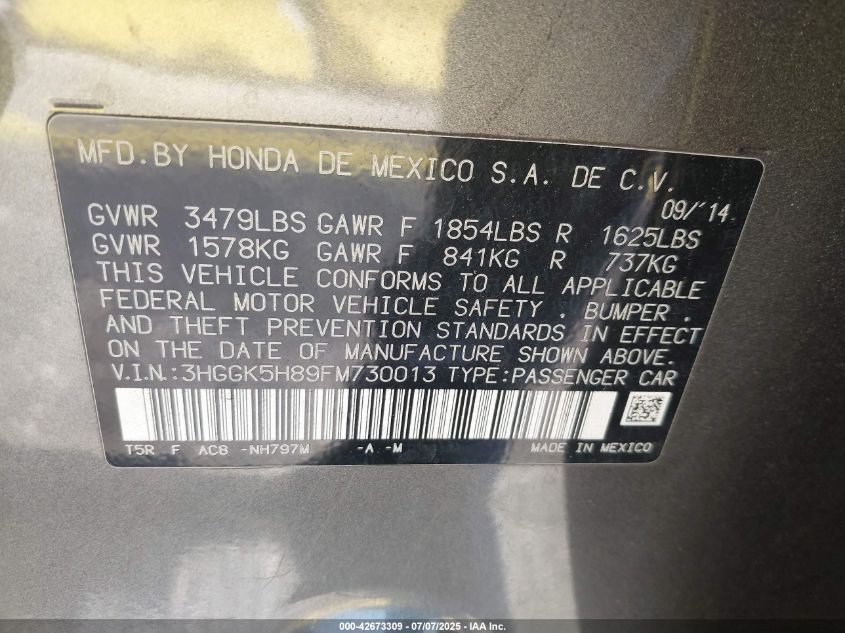 MFD.BY HONDA DE MEXICO S.A. DE C.V.
09/'14
GVWR 3479LBS GAWR F 1854LBS R 1625LBS
GVWR 1578KG GAWR F 841KG R 737KG
THIS VEHICLE CONFORMS TO ALL APPLICABLE
FEDERAL MOTOR VEHICLE SAFETY , BUMPER ,
AND THEFT PREVENTION STANDARDS IN EFFECT
ON THE DATE OF MANUFACTURE SHOWN ABOVE.
V.I.N.:3HGGK5H89FM730013 TYPE:PASSENGER CAR
T5R F AC8 -NH797M -A -M MADE IN MEXICO
000-42673309 | 07/07/2025 - IAA Inc.